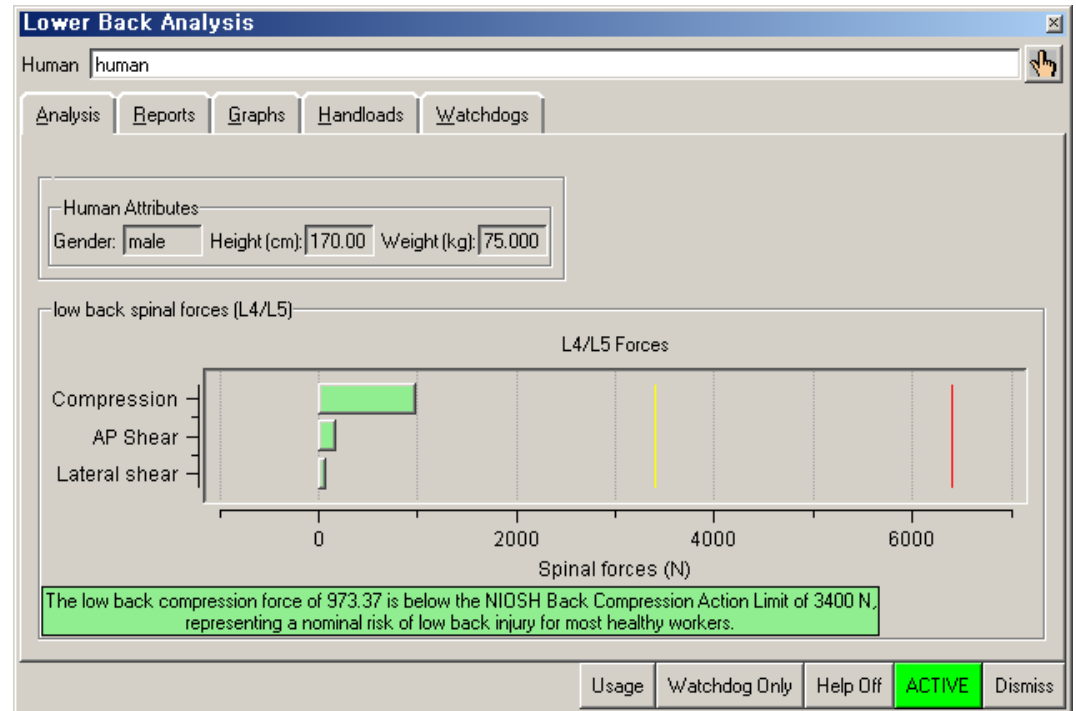 Lower Back Analysis
Human human
Analysis Reports Graphs Handloads Watchdogs
Human Attributes
Gender: male Height (cm): 170.00 Weight (kg): 75.000
low back spinal forces (L4/L5)
L4/L5 Forces
Compression
AP Shear
Lateral shear
0 2000 4000 6000
Spinal forces (N)
The low back compression force of 973.37 is below the NIOSH Back Compression Action Limit of 3400 N,
representing a nominal risk of low back injury for most healthy workers.
Usage Watchdog Only Help Off ACTIVE Dismiss